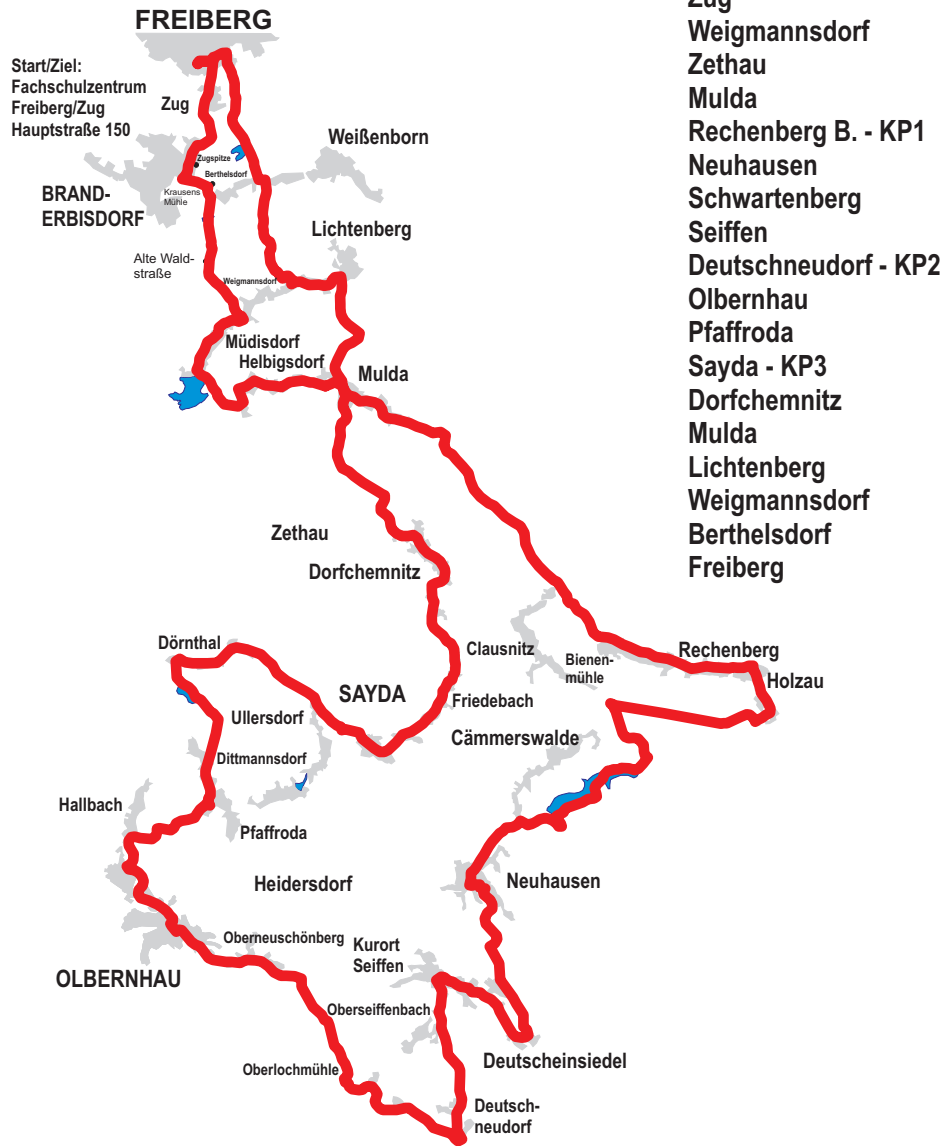 FREIBERG
Start/Ziel:
Fachschulzentrum
Freiberg/Zug
Hauptstraße 150
Zug
Zugspitze
Berthelsdorf
Krausens
Mühle
Weißenborn
BRAND-
ERBISDORF
Lichtenberg
Alte Wald-
straße
Weigmannsdorf
Müdisdorf
Helbigsdorf
Mulda
Zethau
Dorfchemnitz
Dörnthal
Clausnitz
Bienen-
mühle
Rechenberg
Holzau
SAYDA
Friedebach
Ullersdorf
Cämmerswalde
Dittmannsdorf
Hallbach
Pfaffroda
Heidersdorf
Neuhausen
Oberneuschönberg
Kurort
Seiffen
OLBERNHAU
Oberseiffenbach
Deutscheinsiedel
Oberlochmühle
Deutsch-
neudorf
Zug
Weigmannsdorf
Zethau
Mulda
Rechenberg B. - KP1
Neuhausen
Schwartenberg
Seiffen
Deutschneudorf - KP2
Olbernhau
Pfaffroda
Sayda - KP3
Dorfchemnitz
Mulda
Lichtenberg
Weigmannsdorf
Berthelsdorf
Freiberg